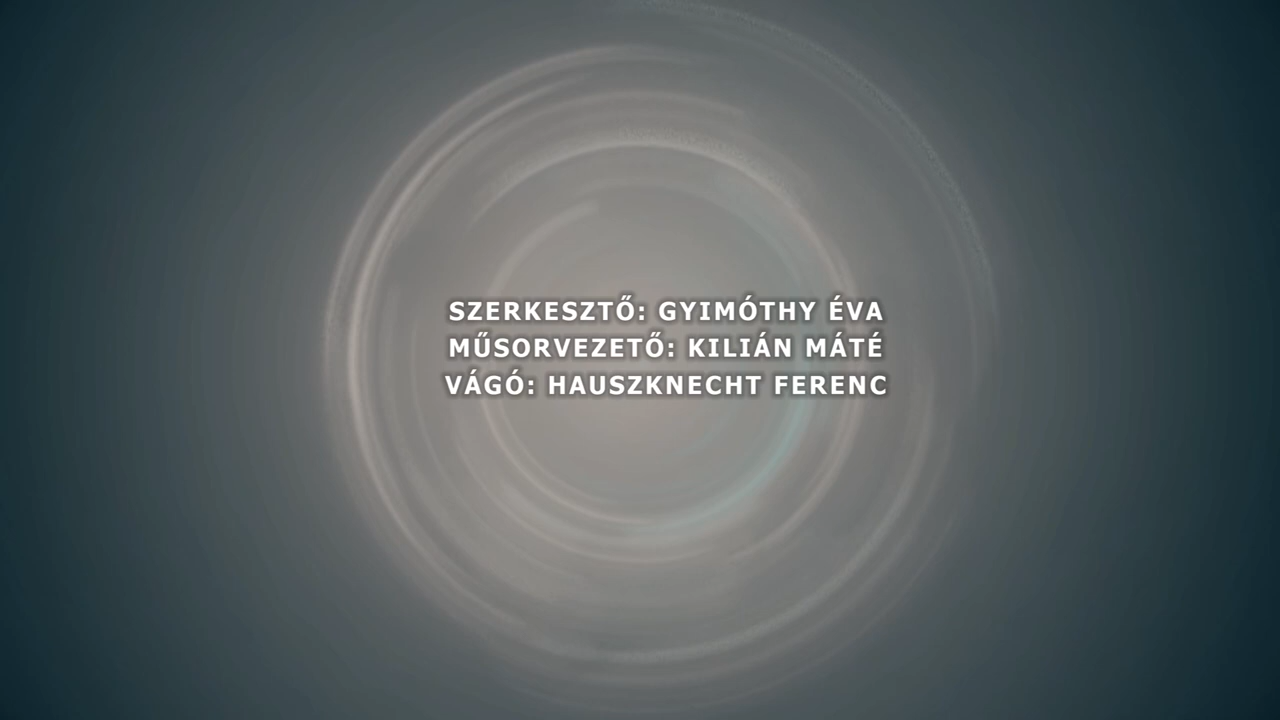 SZERKESZTŐ: GYIMÓTHY ÉVA
MŰSORVEZETŐ: KILIÁN MÁTÉ
VÁGÓ: HAUSZKNECHT FERENC